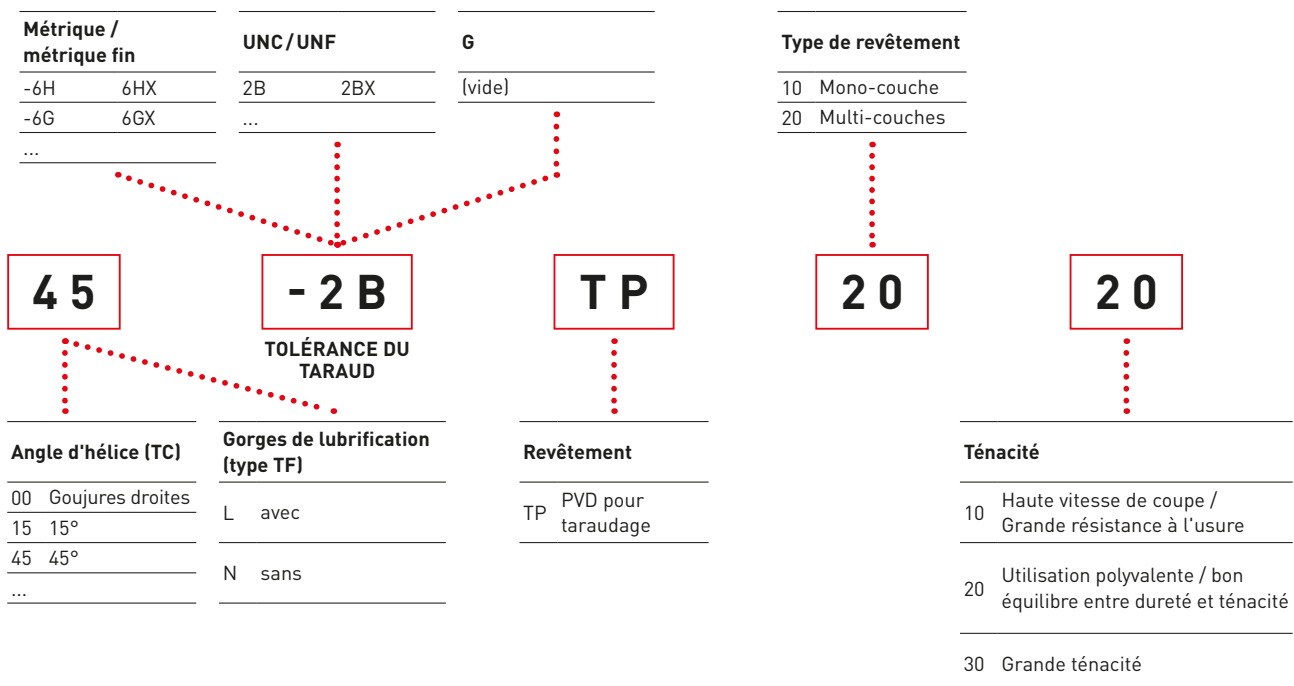 Métrique /
métrique fin
-6H 6HX
-6G 6GX
...
UNC/UNF
2B 2BX
...
G
(vide)
Type de revêtement
10 Mono-couche
20 Multi-couches
45
-2B
TP
20
20
TOLÉRANCE DU
TARAUD
Angle d'hélice (TC)
00 Goujures droites
15 15°
45 45°
...
Gorges de lubrification
(type TF)
L avec
N sans
Revêtement
TP PVD pour
taraudage
Ténacité
10 Haute vitesse de coupe /
Grande résistance à l'usure
20 Utilisation polyvalente / bon
équilibre entre dureté et ténacité
30 Grande ténacité